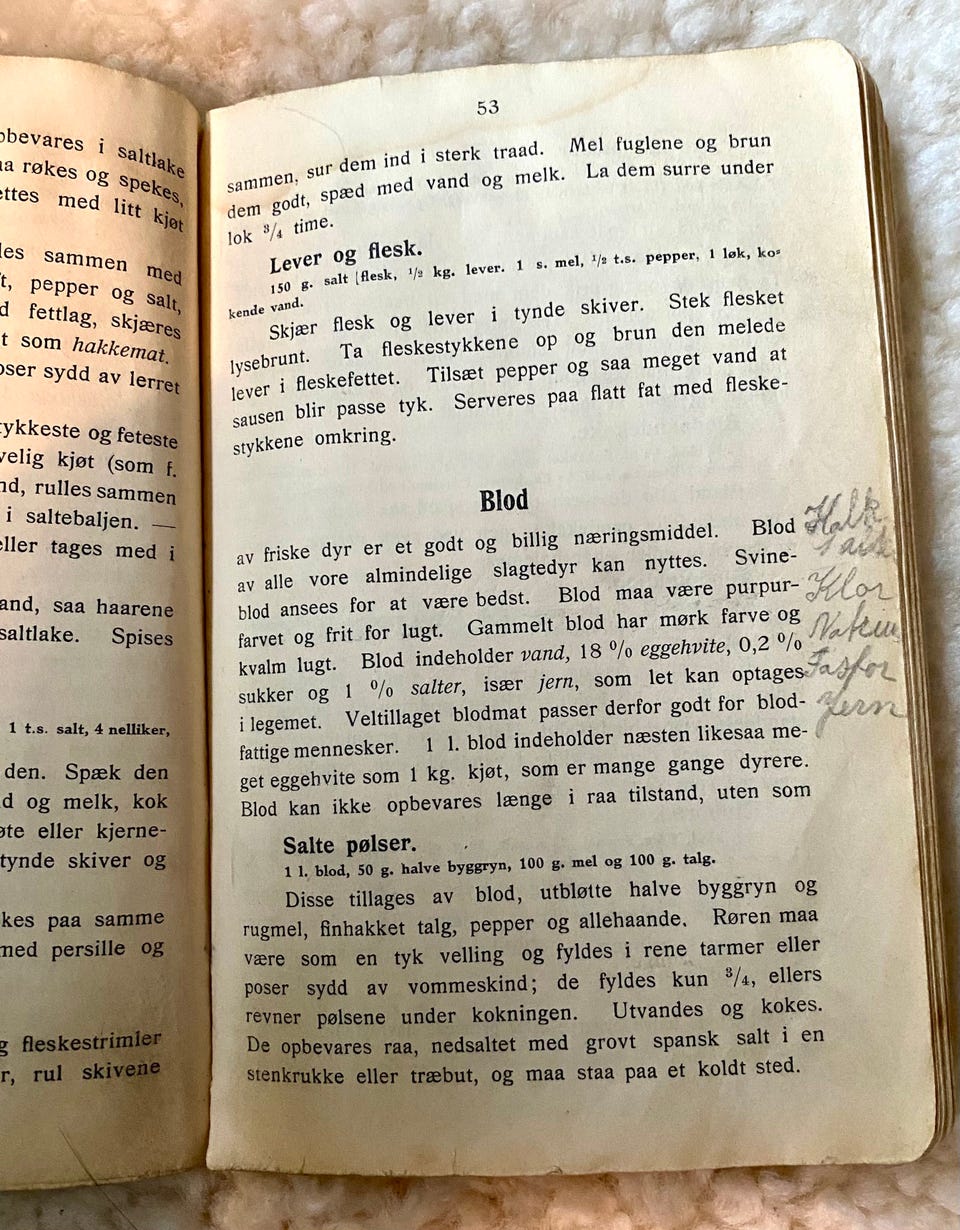 obevares i saltlake
aa røkes og spekes,
ettes med litt kjøt
les sammen med
t, pepper og salt,
d fettlag, skjæres
t som hakkemat.
oser sydd av lerret
ykkeste og feteste
velig kjøt (som f.
nd, rulles sammen
i saltebaljen. —
eller tages med i
and, saa haarene
saltlake. Spises
1 t.s. salt, 4 nelliker,
den. Spæk den
d og melk, kok
øte eller kjerne-
tynde skiver og
kes paa samme
med persille og
g fleskestrimler
r, rul skivene
53
sammen, sur dem ind i sterk traad. Mel fuglene og brun
dem godt, spæd med vand og melk. La dem surre under
lok 3/4 time.
Lever og flesk.
150 g. salt [flesk, 1/2 kg. lever. 1 s. mel, 1/2 t.s. pepper, 1 løk, ko-
kende vand.
Skjær flesk og lever i tynde skiver. Stek flesket
lysebrunt. Ta fleskestykkene op og brun den melede
lever i fleskefettet. Tilsæt pepper og saa meget vand at
sausen blir passe tyk. Serveres paa flatt fat med fleske-
stykkene omkring.
Blod
av friske dyr er et godt og billig næringsmiddel. Blod
av alle vore almindelige slagtedyr kan nyttes. Svine-
blod ansees for at være bedst. Blod maa være purpur-
farvet og frit for lugt. Gammelt blod har mørk farve og
kvalm lugt. Blod indeholder vand, 18 % eggehvite, 0,2 %
sukker og 1 % salter, især jern, som let kan optages
i legemet. Veltillaget blodmat passer derfor godt for blod-
fattige mennesker. 1 l. blod indeholder næsten likesaa me-
get eggehvite som 1 kg. kjøt, som er mange gange dyrere.
Blod kan ikke opbevares længe i raa tilstand, uten som
Salte pølser.
1 l. blod, 50 g. halve byggryn, 100 g. mel og 100 g. talg.
Disse tillages av blod, utbløtte halve byggryn og
rugmel, finhakket talg, pepper og allehaande. Røren maa
være som en tyk velling og fyldes i rene tarmer eller
poser sydd av vommeskind; de fyldes kun 3/4, ellers
revner pølsene under kokningen. Utvandes og kokes.
De opbevares raa, nedsaltet med grovt spansk salt i en
stenkrukke eller træbut, og maa staa paa et koldt sted.
Kalk
Klor
Fosfor
Jern